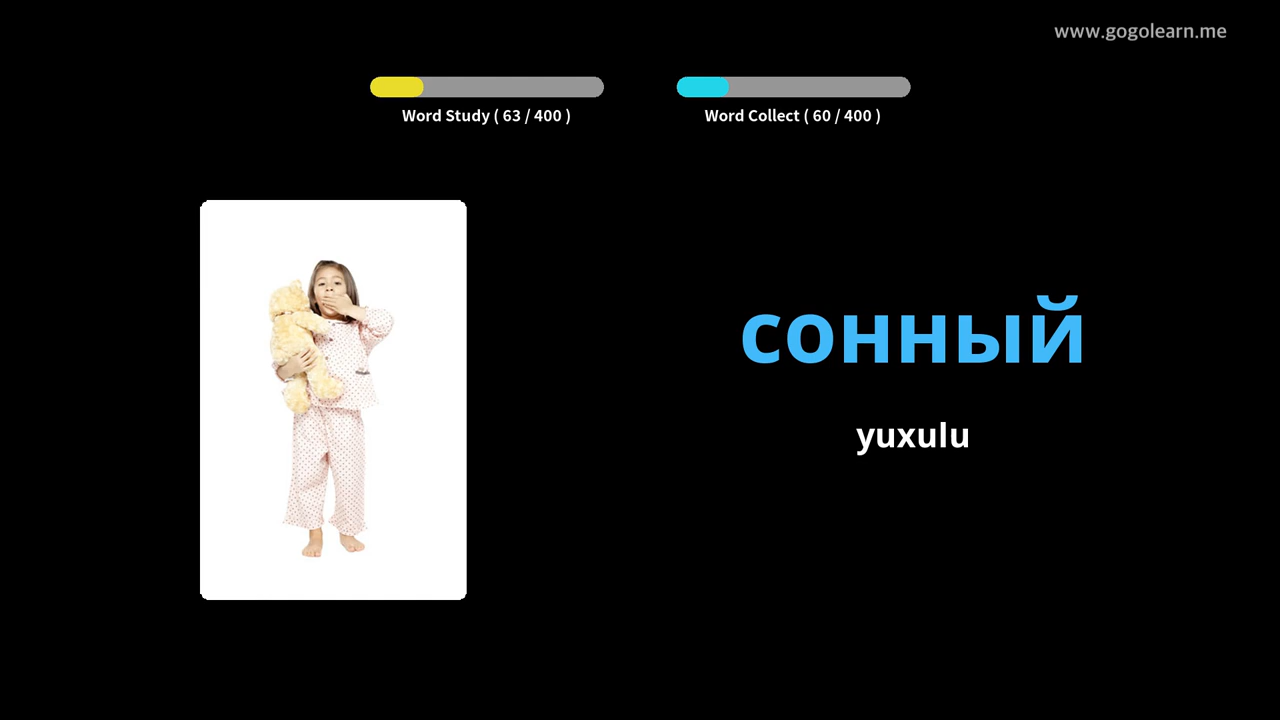 www.gogolearn.me
Word Study ( 63 / 400 )
Word Collect ( 60 / 400 )
сонный
yuxulu